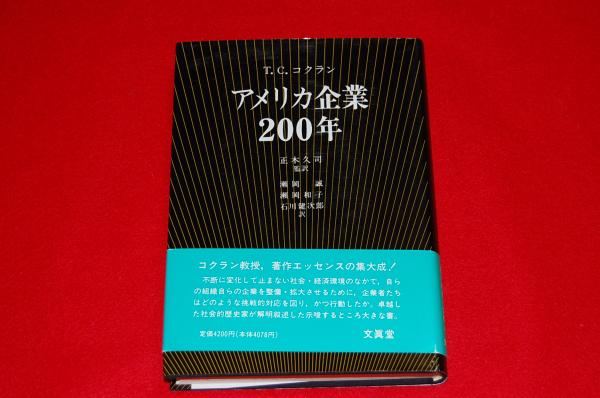 T. C. コクラン
アメリカ企業
200年
正木久司
監訳
瀬岡 誠
瀬岡和子
石川健次郎
訳
コクラン教授，著作エッセンスの集大成！
不断に変化して止まない社会・経済環境のなかで，自ら
の組織自らの企業を整備・拡大させるために，企業者たち
はどのような挑戦的対応を図り，かつ行動したか。卓越し
た社会的歴史家が解明叙述した示唆するところ大なる書。
定価4200円(本体4078円)
文眞堂